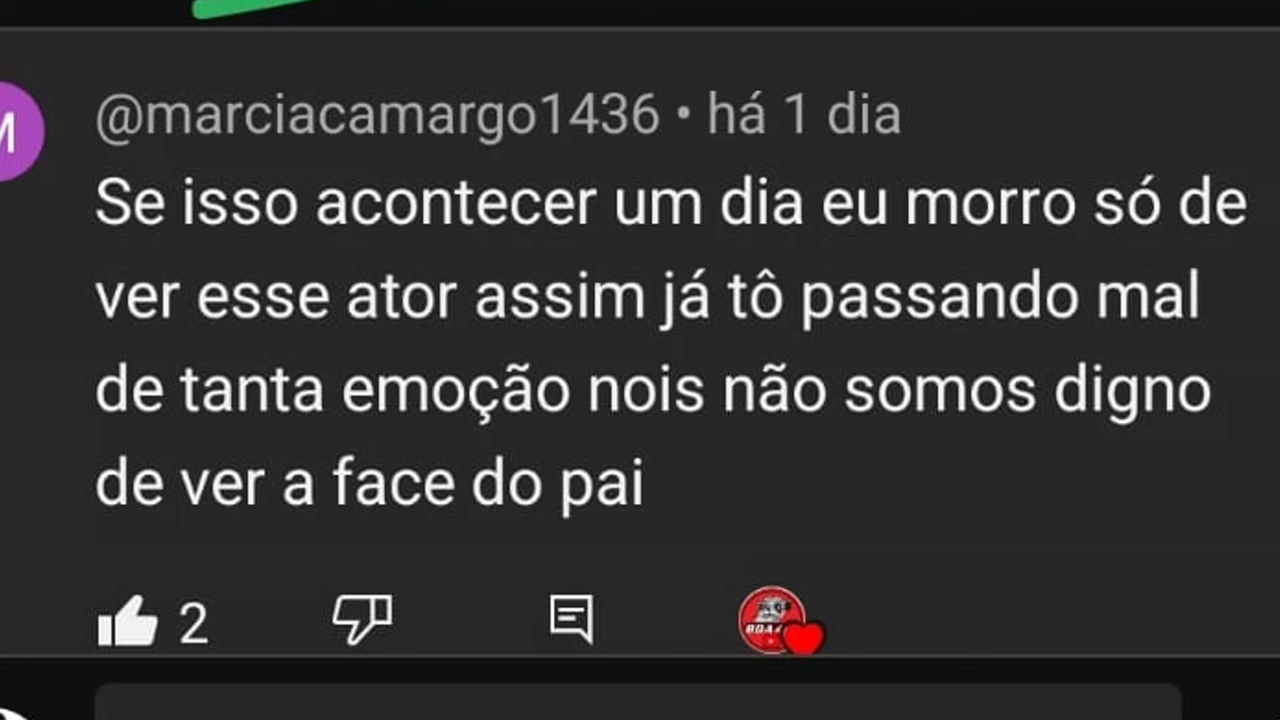 M
@marciacamargo1436 • há 1 dia
Se isso acontecer um dia eu morro só de
ver esse ator assim já tô passando mal
de tanta emoção nois não somos digno
de ver a face do pai
2